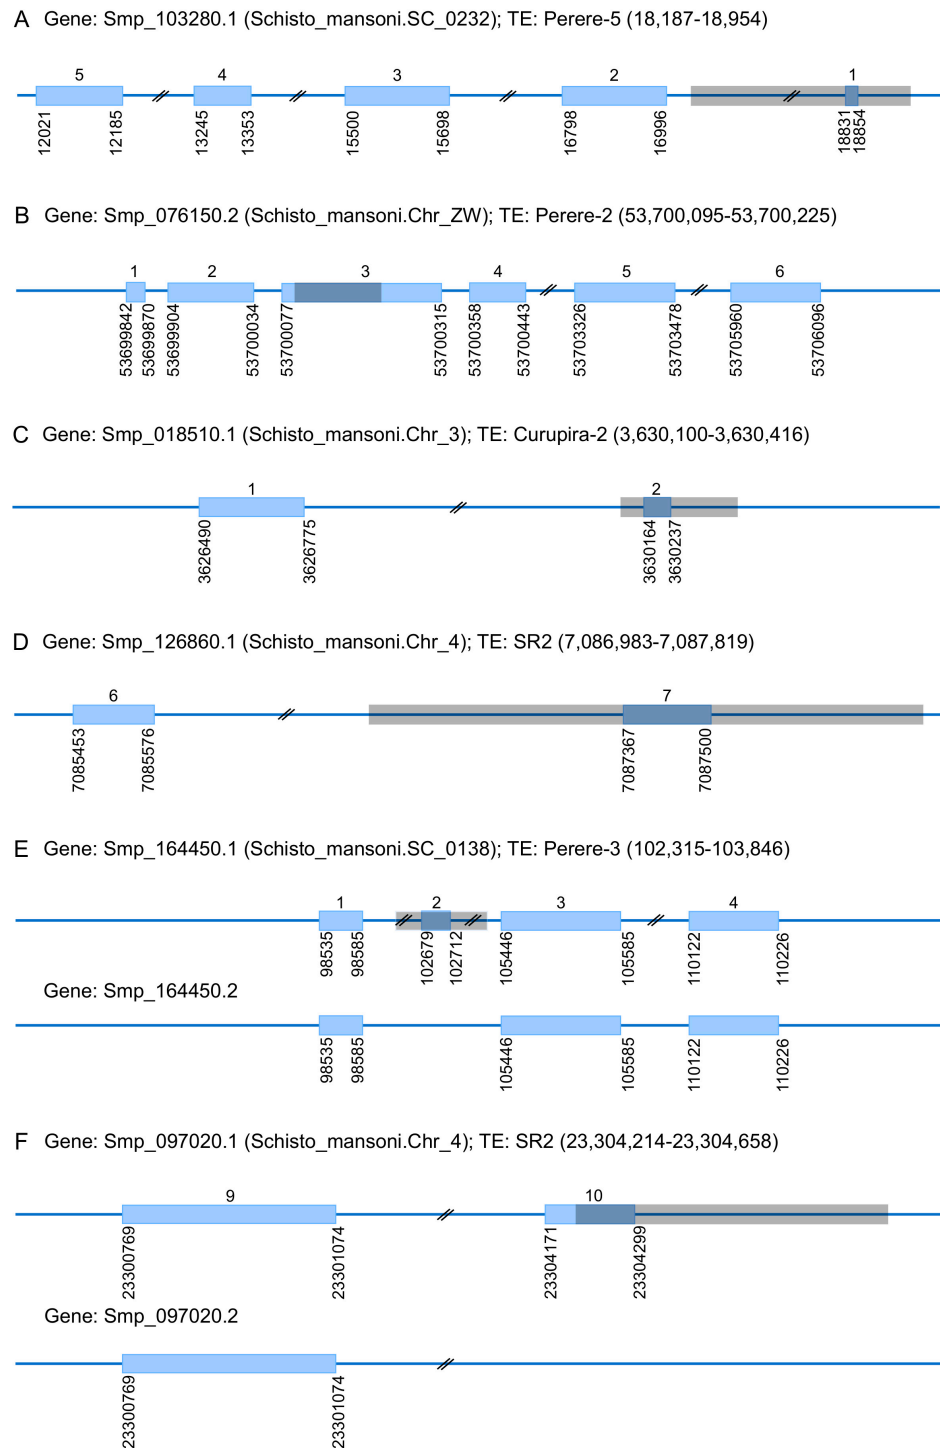 A Gene: Smp_103280.1 (Schisto_mansoni.SC_0232); TE: Perere-5 (18,187-18,954)
5 4 3 2 1
12021 12185 13245 13353 15500 15698 16798 16996 18831 18854
B Gene: Smp_076150.2 (Schisto_mansoni.Chr_ZW); TE: Perere-2 (53,700,095-53,700,225)
1 2 3 4 5 6
53699842 53699870 53699904 53700034 53700077 53700315 53700358 53700443 53703326 53703478 53705960 53706096
C Gene: Smp_018510.1 (Schisto_mansoni.Chr_3); TE: Curupira-2 (3,630,100-3,630,416)
1 2
3626490 3626775 3630164 3630237
D Gene: Smp_126860.1 (Schisto_mansoni.Chr_4); TE: SR2 (7,086,983-7,087,819)
6 7
7085453 7085576 7087367 7087500
E Gene: Smp_164450.1 (Schisto_mansoni.SC_0138); TE: Perere-3 (102,315-103,846)
1 2 3 4
98535 98585 102679 102712 105446 105585 110122 110226
Gene: Smp_164450.2
98535 98585 105446 105585 110122 110226
F Gene: Smp_097020.1 (Schisto_mansoni.Chr_4); TE: SR2 (23,304,214-23,304,658)
9 10
23300769 23301074 23304171 23304299
Gene: Smp_097020.2
23300769 23301074